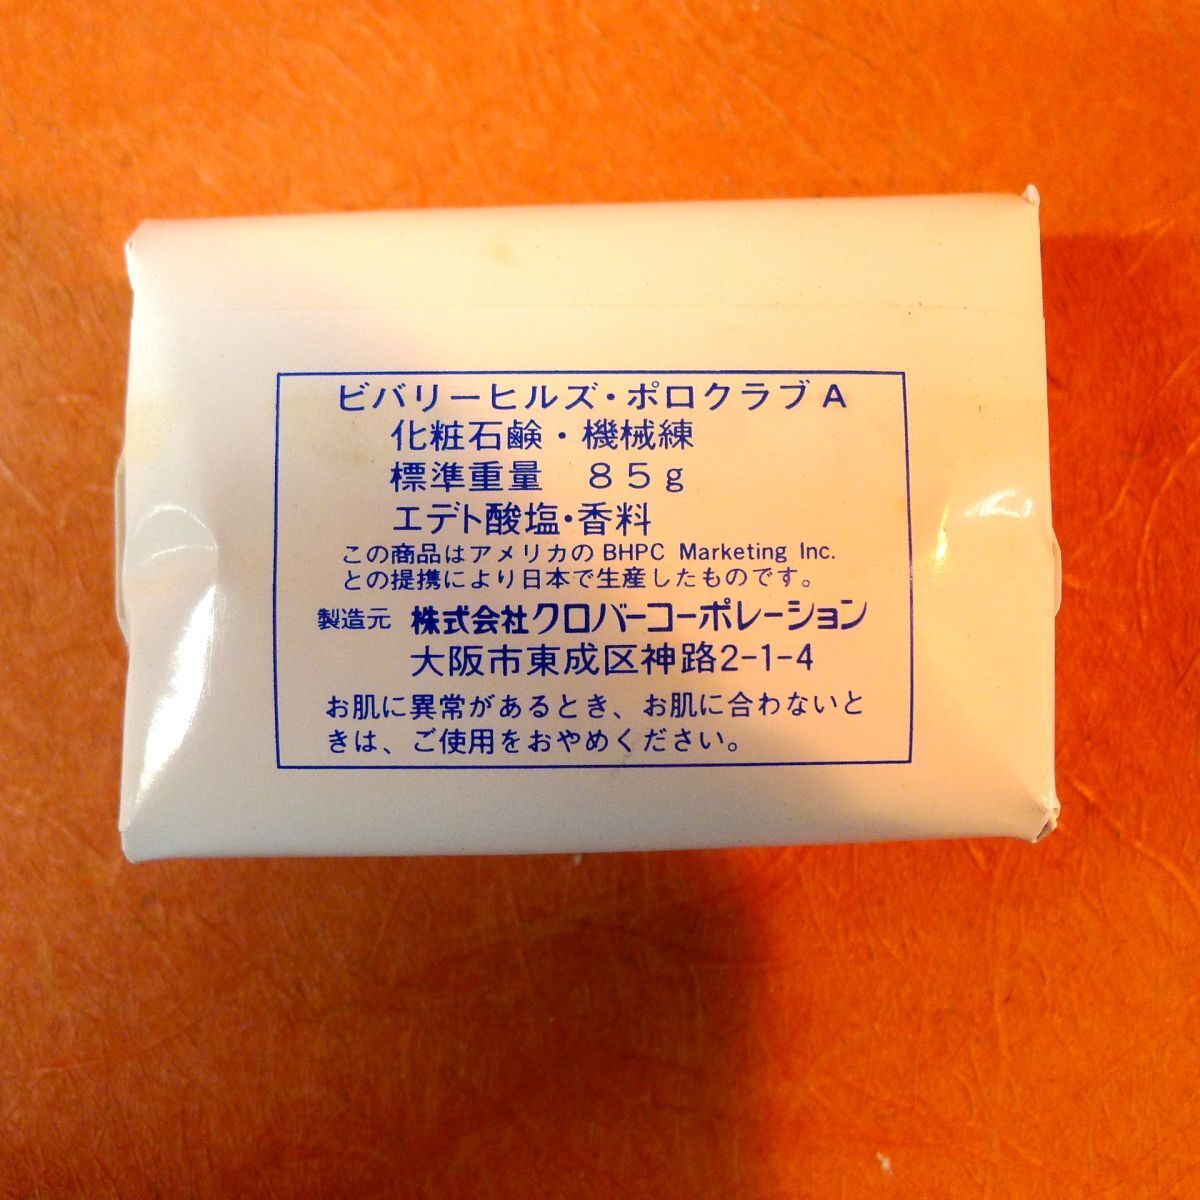 ビバリーヒルズ・ポロクラブ A
化粧石鹸・機械練
標準重量 85g
エデト酸塩・香料
この商品はアメリカの BHPC Marketing Inc.
との提携により日本で生産したものです。
製造元 株式会社クロバーコーポレーション
大阪市東成区神路2-1-4
お肌に異常があるとき、お肌に合わないと
きは、ご使用をおやめください。